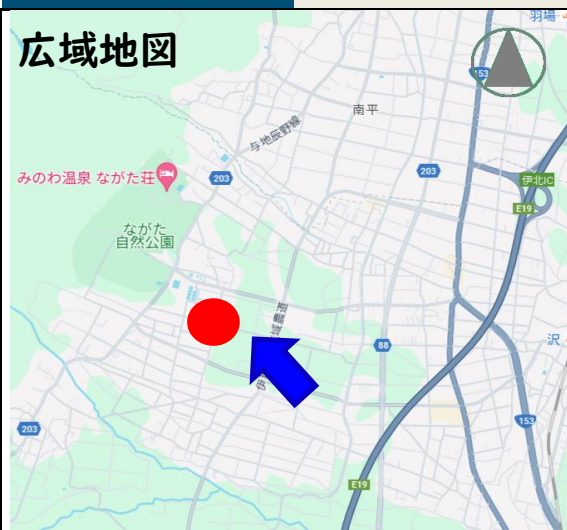 広域地図
羽場
153
南平
与地辰野線
みのわ温泉 ながた荘
203
203
伊北IC
E19
ながた
自然公園
沢
88
203
153
E19